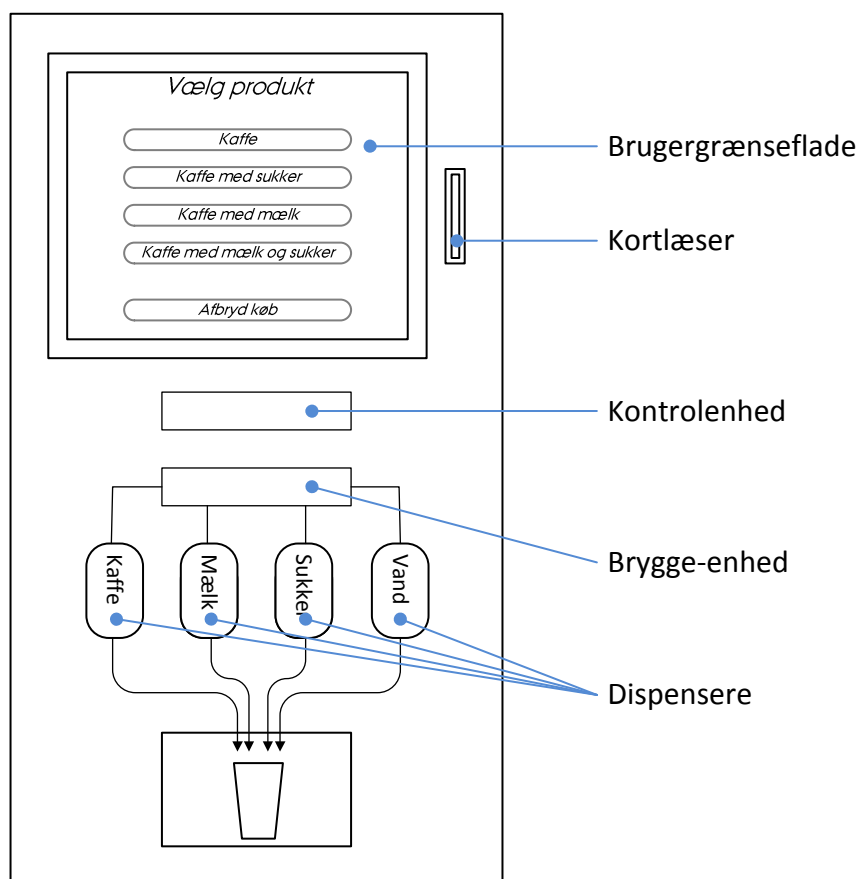 Vælg produkt
Kaffe
Kaffe med sukker
Kaffe med mælk
Kaffe med mælk og sukker
Afbryd køb
Brugergrænseflade
Kortlæser
Kontrolenhed
Brygge-enhed
Kaffe
Mælk
Sukker
Vand
Dispensere